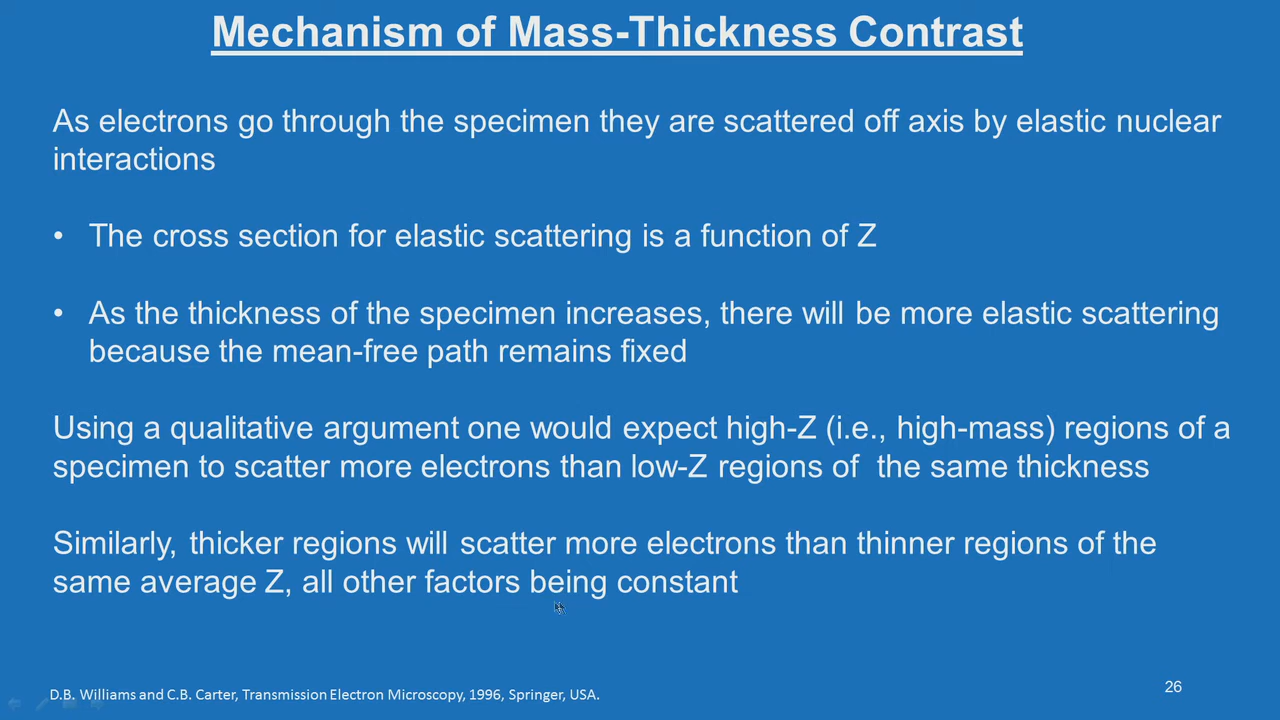 Mechanism of Mass-Thickness Contrast
As electrons go through the specimen they are scattered off axis by elastic nuclear
interactions
• The cross section for elastic scattering is a function of Z
• As the thickness of the specimen increases, there will be more elastic scattering
because the mean-free path remains fixed
Using a qualitative argument one would expect high-Z (i.e., high-mass) regions of a
specimen to scatter more electrons than low-Z regions of the same thickness
Similarly, thicker regions will scatter more electrons than thinner regions of the
same average Z, all other factors being constant
D.B. Williams and C.B. Carter, Transmission Electron Microscopy, 1996, Springer, USA.
26